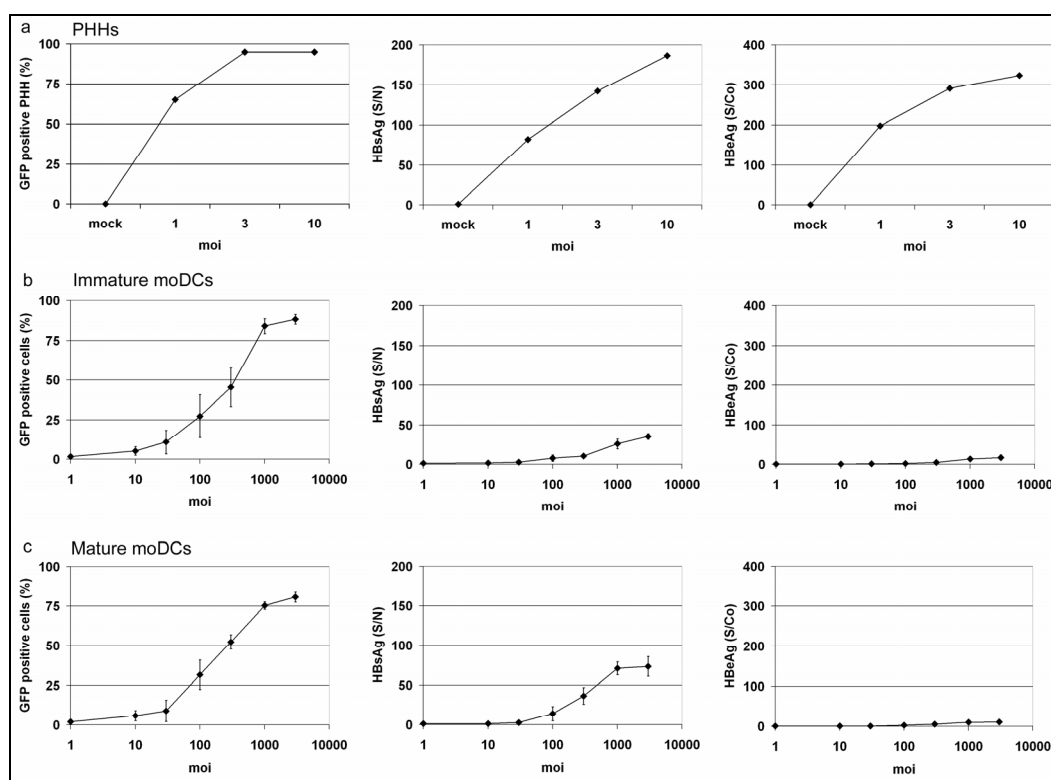 a PHHs
GFP positive PHH (%)
100
75
50
25
0
mock 1 3 10
moi
HBsAg (S/N)
200
150
100
50
0
mock 1 3 10
moi
HBeAg (S/Co)
400
300
200
100
0
mock 1 3 10
moi
b Immature moDCs
GFP positive cells (%)
100
75
50
25
0
1 10 100 1000 10000
moi
HBsAg (S/N)
200
150
100
50
0
1 10 100 1000 10000
moi
HBeAg (S/Co)
400
300
200
100
0
1 10 100 1000 10000
moi
c Mature moDCs
GFP positive cells (%)
100
75
50
25
0
1 10 100 1000 10000
moi
HBsAg (S/N)
200
150
100
50
0
1 10 100 1000 10000
moi
HBeAg (S/Co)
400
300
200
100
0
1 10 100 1000 10000
moi